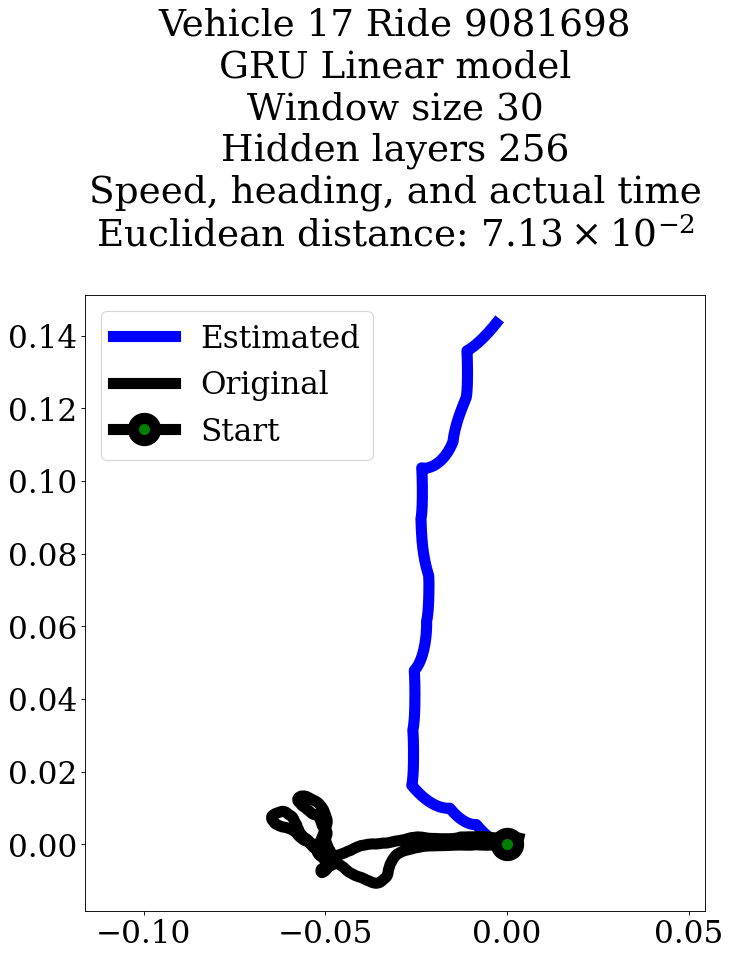 Vehicle 17 Ride 9081698
GRU Linear model
Window size 30
Hidden layers 256
Speed, heading, and actual time
Euclidean distance: 7.13 × 10⁻²
Estimated
Original
Start
0.14
0.12
0.10
0.08
0.06
0.04
0.02
0.00
−0.10 −0.05 0.00 0.05